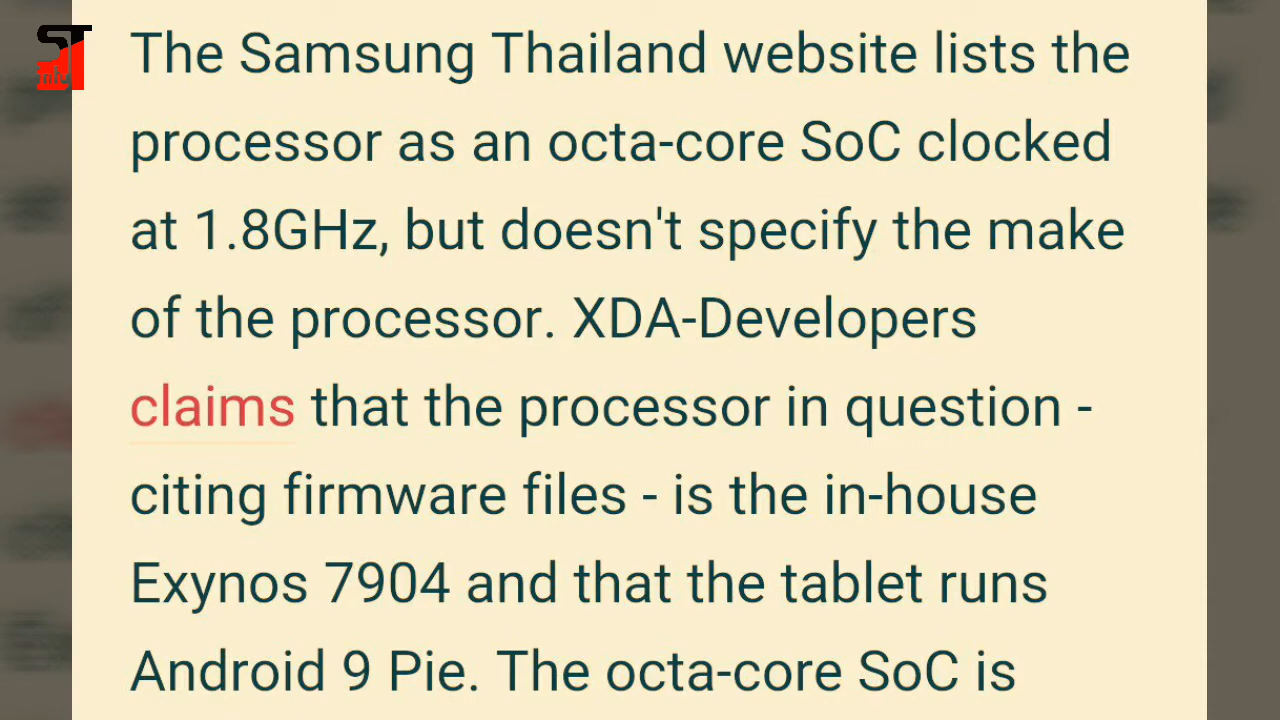 ST
The Samsung Thailand website lists the
processor as an octa-core SoC clocked
at 1.8GHz, but doesn't specify the make
of the processor. XDA-Developers
claims that the processor in question -
citing firmware files - is the in-house
Exynos 7904 and that the tablet runs
Android 9 Pie. The octa-core SoC is